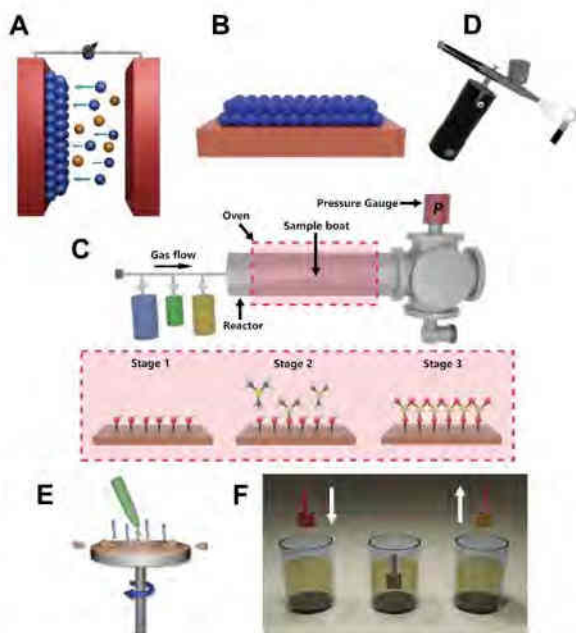 A
B
D
Pressure Gauge
P
Oven
Sample boat
C
Gas flow
Reactor
Stage 1
Stage 2
Stage 3
E
F